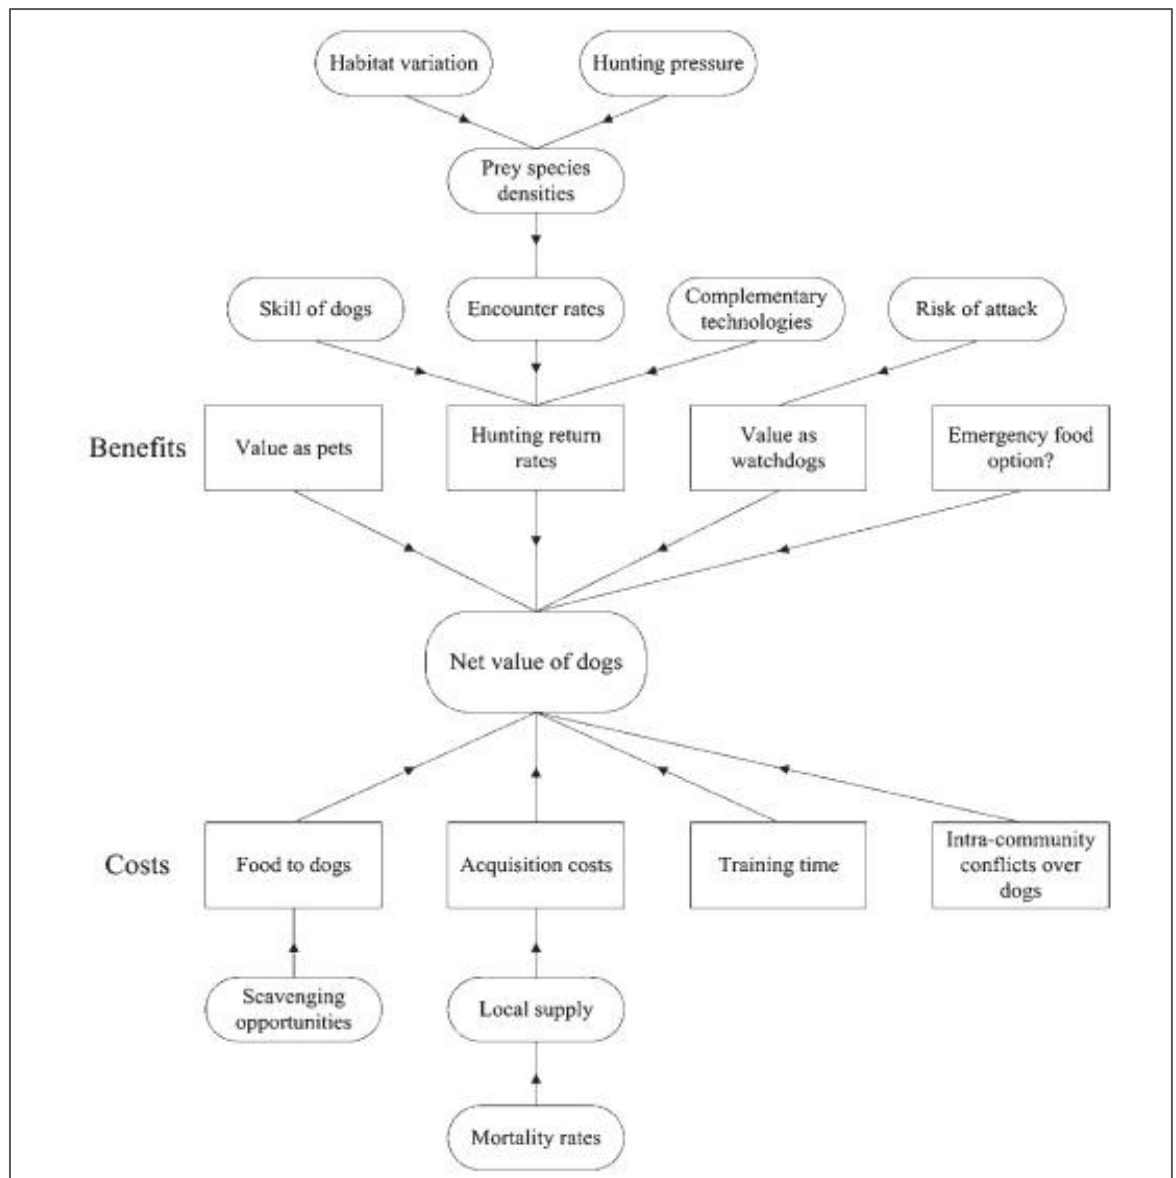 Habitat variation
Hunting pressure
Prey species
densities
Skill of dogs
Encounter rates
Complementary
technologies
Risk of attack
Benefits
Value as pets
Hunting return
rates
Value as
watchdogs
Emergency food
option?
Net value of dogs
Costs
Food to dogs
Acquisition costs
Training time
Intra-community
conflicts over
dogs
Scavenging
opportunities
Local supply
Mortality rates